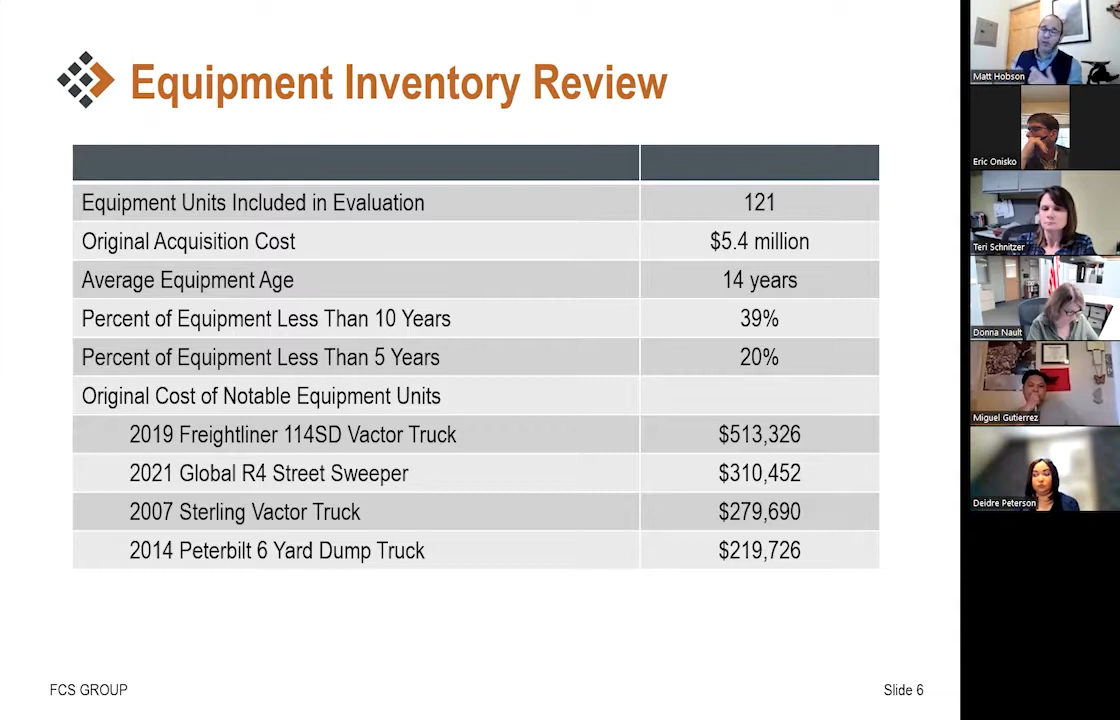 Equipment Inventory Review
Equipment Units Included in Evaluation 121
Original Acquisition Cost $5.4 million
Average Equipment Age 14 years
Percent of Equipment Less Than 10 Years 39%
Percent of Equipment Less Than 5 Years 20%
Original Cost of Notable Equipment Units
2019 Freightliner 114SD Vactor Truck $513,326
2021 Global R4 Street Sweeper $310,452
2007 Sterling Vactor Truck $279,690
2014 Peterbilt 6 Yard Dump Truck $219,726
FCS GROUP
Slide 6
Matt Hobson
Eric Onisko
Teri Schnitzer
Donna Nault
Miguel Gutierrez
Deidre Peterson